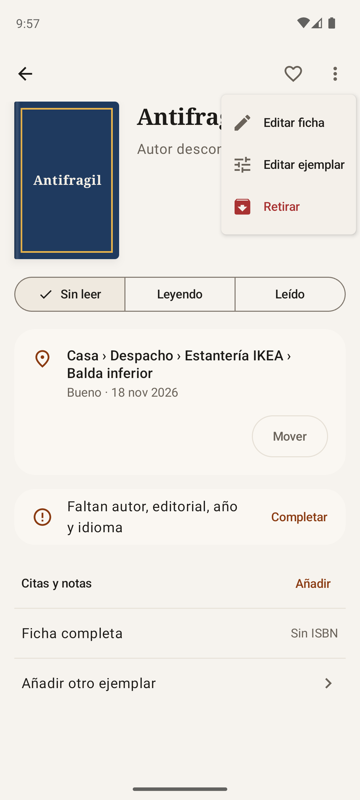 9:57
Antifrag
Autor descor
Editar ficha
Editar ejemplar
Retirar
Antifragil
Sin leer
Leyendo
Leído
Casa › Despacho › Estantería IKEA ›
Balda inferior
Bueno · 18 nov 2026
Mover
Faltan autor, editorial, año
y idioma
Completar
Citas y notas
Añadir
Ficha completa
Sin ISBN
Añadir otro ejemplar